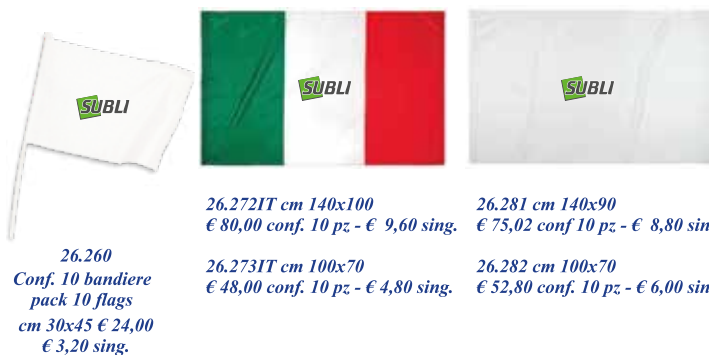 SUBLI
26.260
Conf. 10 bandiere
pack 10 flags
cm 30x45 € 24,00
€ 3,20 sing.
SUBLI
26.272IT cm 140x100
€ 80,00 conf. 10 pz - € 9,60 sing.
26.273IT cm 100x70
€ 48,00 conf. 10 pz - € 4,80 sing.
SUBLI
26.281 cm 140x90
€ 75,02 conf 10 pz - € 8,80 sin
26.282 cm 100x70
€ 52,80 conf. 10 pz - € 6,00 sin